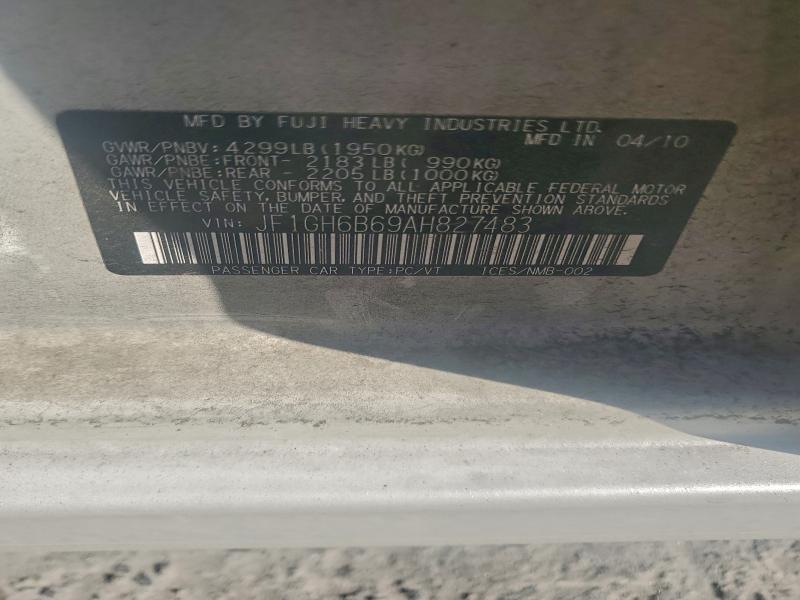 MFD BY FUJI HEAVY INDUSTRIES LTD.
GVWR/PNBV: 4299LB(1950KG) MFD IN 04/10
GAWR/PNBE:FRONT- 2183LB( 990KG)
GAWR/PNBE:REAR - 2205LB(1000KG)
THIS VEHICLE CONFORMS TO ALL APPLICABLE FEDERAL MOTOR
VEHICLE SAFETY, BUMPER, AND THEFT PREVENTION STANDARDS
IN EFFECT ON THE DATE OF MANUFACTURE SHOWN ABOVE.
VIN: JF1GH6B69AH827483
PASSENGER CAR TYPE:PC/VT ICES/NMB-002